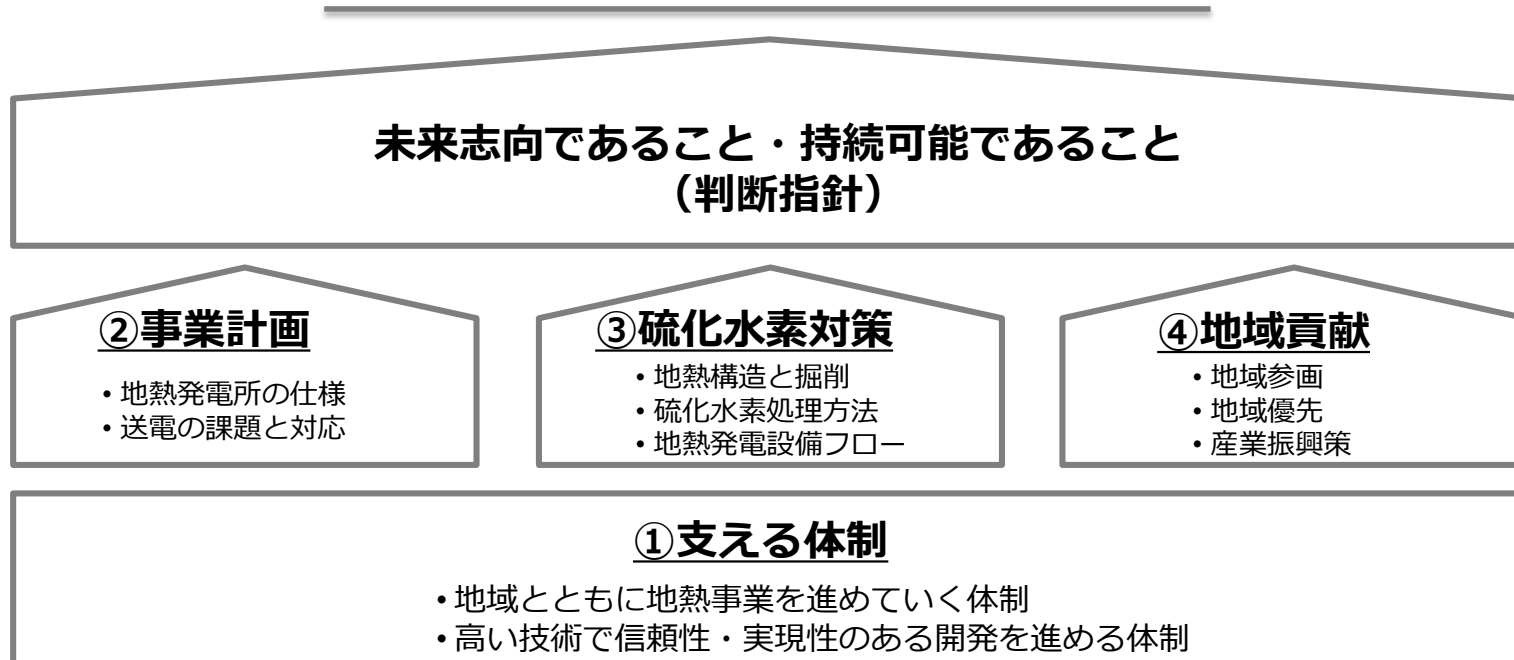 未来志向であること・持続可能であること
（判断指針）
②事業計画
• 地熱発電所の仕様
• 送電の課題と対応
③硫化水素対策
• 地熱構造と掘削
• 硫化水素処理方法
• 地熱発電設備フロー
④地域貢献
• 地域参画
• 地域優先
• 産業振興策
①支える体制
• 地域とともに地熱事業を進めていく体制
• 高い技術で信頼性・実現性のある開発を進める体制